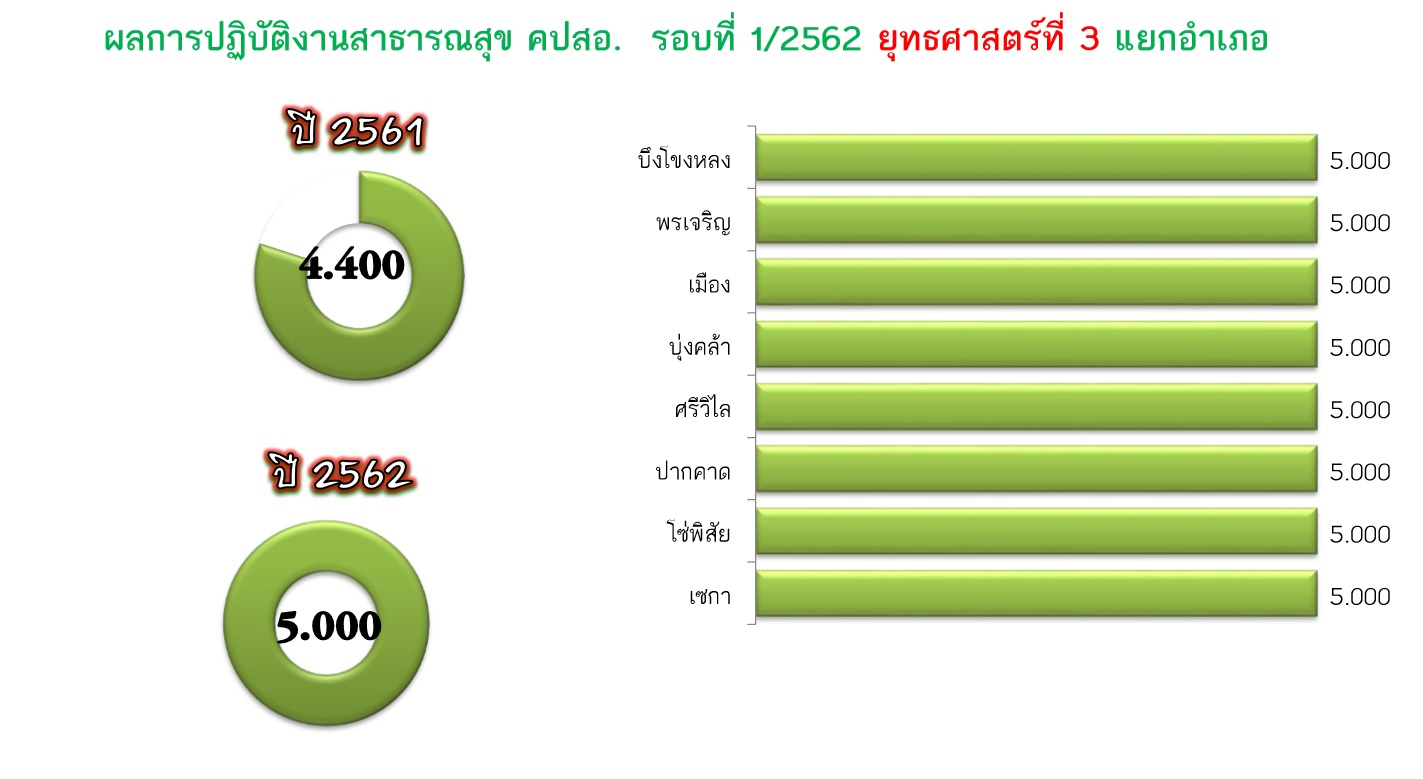 ผลการปฏิบัติงานสาธารณสุข คปสอ. รอบที่ 1/2562 ยุทธศาสตร์ที่ 3 แยกอำเภอ
ปี 2561
4.400
ปี 2562
5.000
บึงโขงหลง 5.000
พรเจริญ 5.000
เมือง 5.000
บุ่งคล้า 5.000
ศรีวิไล 5.000
ปากคาด 5.000
โซ่พิสัย 5.000
เซกา 5.000